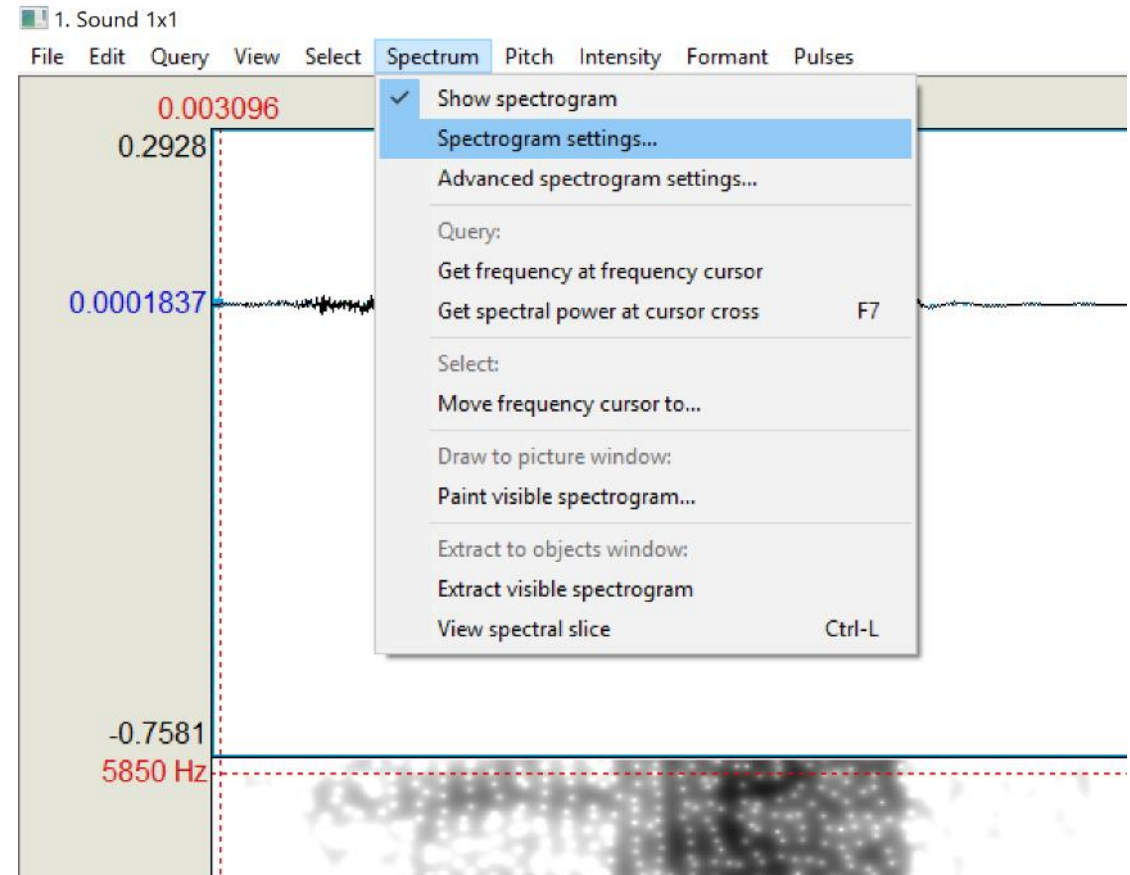 1. Sound 1x1
File Edit Query View Select Spectrum Pitch Intensity Formant Pulses
0.003096
0.2928
0.0001837
-0.7581
5850 Hz
Show spectrogram
Spectrogram settings...
Advanced spectrogram settings...
Query:
Get frequency at frequency cursor
Get spectral power at cursor cross F7
Select:
Move frequency cursor to...
Draw to picture window:
Paint visible spectrogram...
Extract to objects window:
Extract visible spectrogram
View spectral slice Ctrl-L